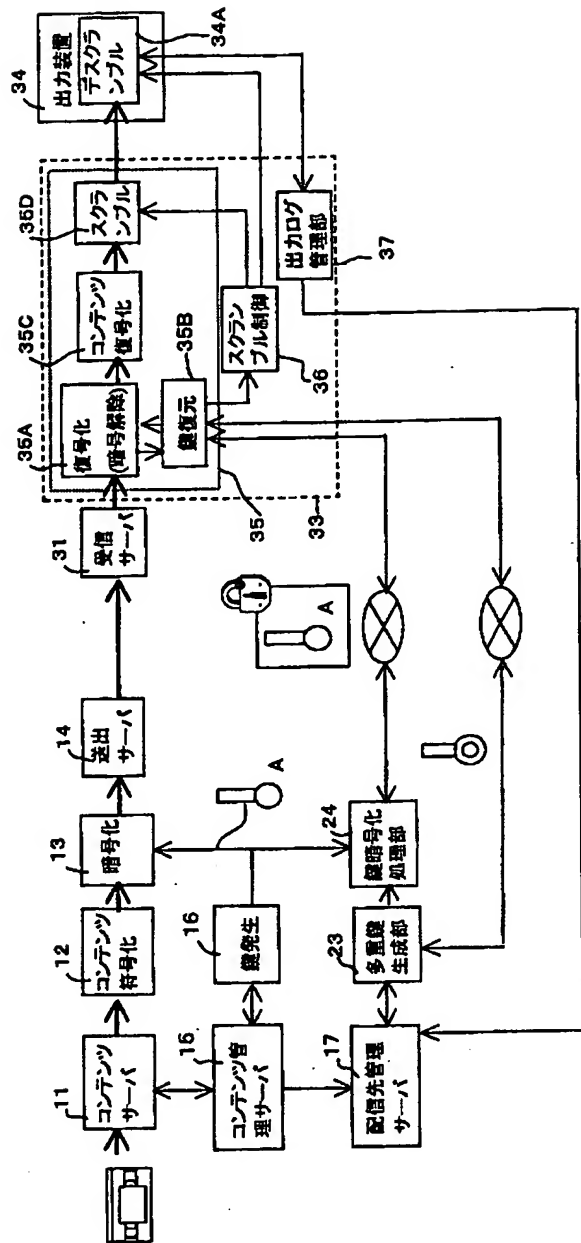 11
コンテンツ
サーバ
12
コンテンツ
符号化
13
暗号化
14
送出
サーバ
31
受信
サーバ
35A
復号化
(暗号解除)
35C
コンテンツ
復号化
35D
スクラ
ンブル
34
出力装置
デスクラ
ンブル
34A
35B
鍵復元
スクラン
ブル制御
36
出力ログ
管理部
37
35
33
15
コンテンツ管
理サーバ
16
鍵発生
A
A
17
配信先管理
サーバ
23
多重鍵
生成部
24
鍵暗号化
処理部